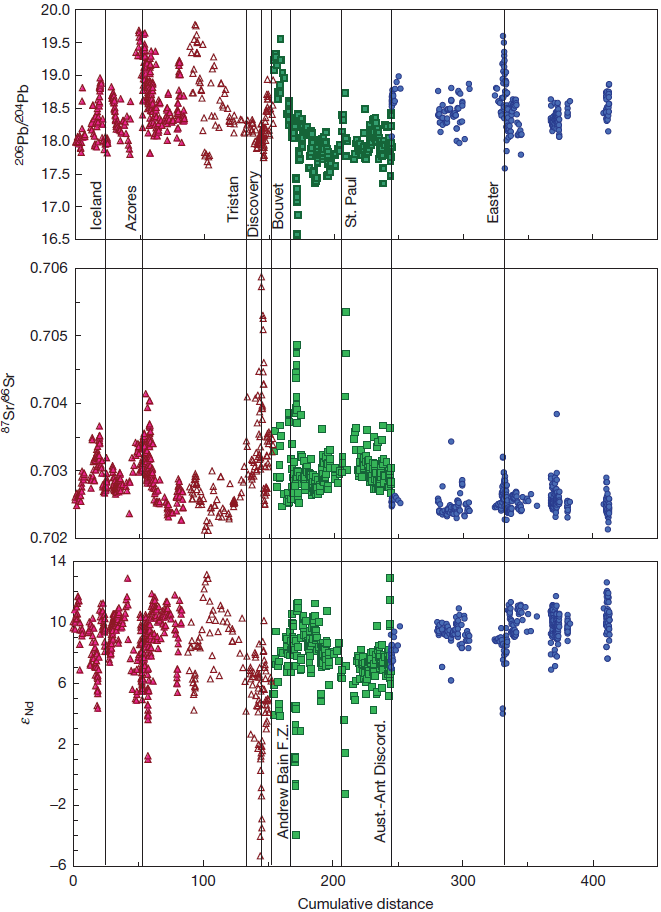 20.0
19.5
19.0
18.5
18.0
17.5
17.0
16.5
206Pb/204Pb
Iceland
Azores
Tristan
Discovery
Bouvet
St. Paul
Easter
0.706
0.705
0.704
0.703
0.702
87Sr/86Sr
14
10
6
2
−2
−6
εNd
Andrew Bain F.Z.
Aust.-Ant Discord.
0 100 200 300 400
Cumulative distance